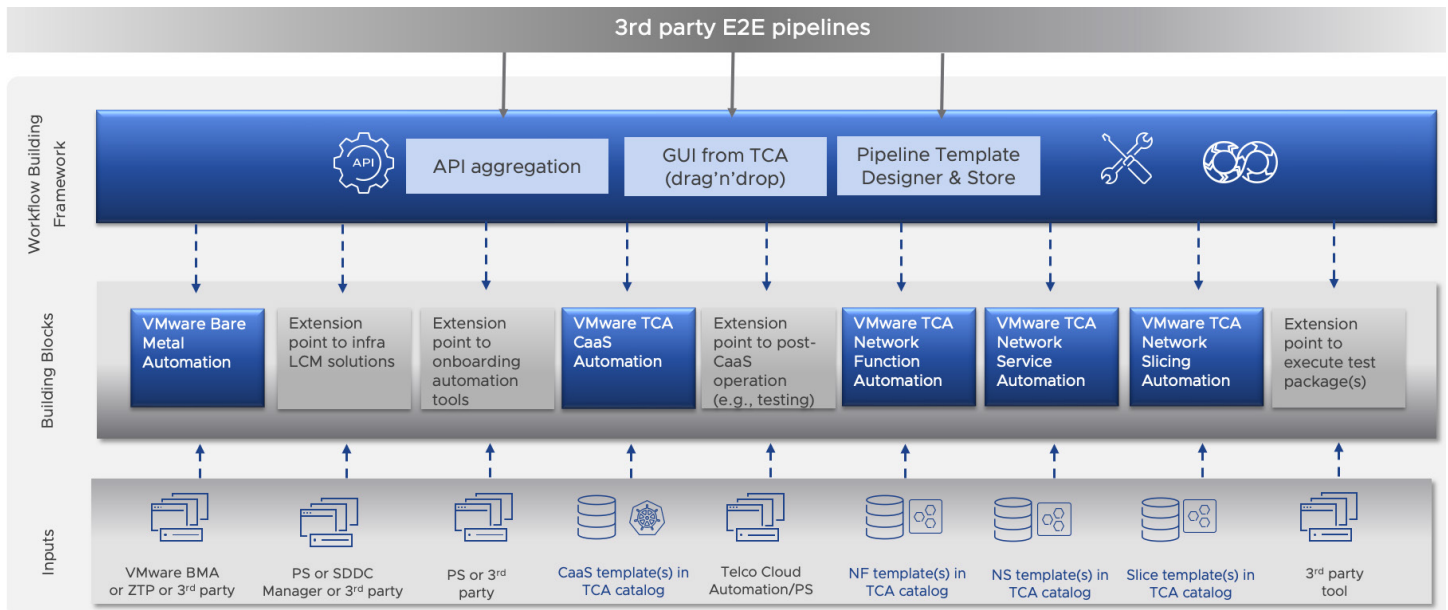 3rd party E2E pipelines
Workflow Building
Framework
API
API aggregation
GUI from TCA
(drag'n'drop)
Pipeline Template
Designer & Store
Building Blocks
VMware Bare
Metal
Automation
Extension
point to infra
LCM solutions
Extension
point to
onboarding
automation
tools
VMware TCA
CaaS
Automation
Extension
point to post-
CaaS
operation
(e.g., testing)
VMware TCA
Network
Function
Automation
VMware TCA
Network
Service
Automation
VMware TCA
Network
Slicing
Automation
Extension
point to
execute test
package(s)
Inputs
VMware BMA
or ZTP or 3rd party
PS or SDDC
Manager or 3rd party
PS or 3rd
party
CaaS template(s) in
TCA catalog
Telco Cloud
Automation/PS
NF template(s) in
TCA catalog
NS template(s) in
TCA catalog
Slice template(s) in
TCA catalog
3rd party
tool